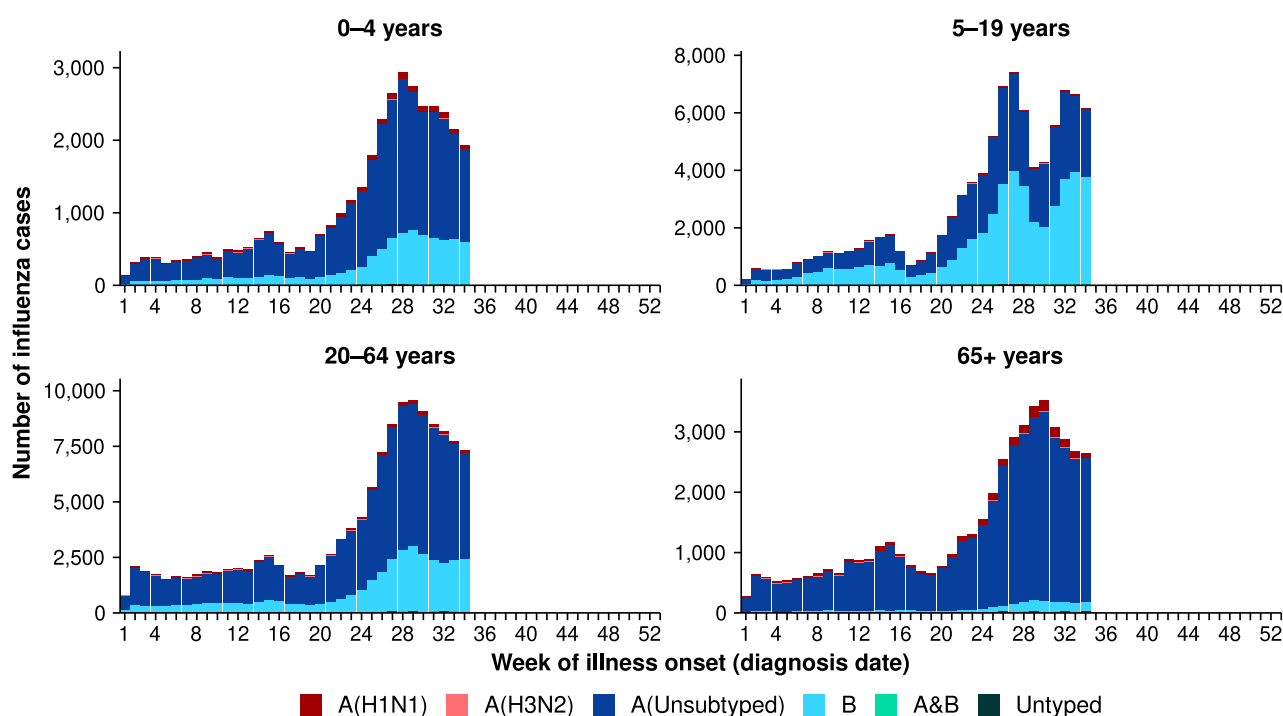 0–4 years
5–19 years
3,000
2,000
1,000
0
8,000
6,000
4,000
2,000
0
1 4 8 12 16 20 24 28 32 36 40 44 48 52
1 4 8 12 16 20 24 28 32 36 40 44 48 52
Number of influenza cases
20–64 years
65+ years
10,000
7,500
5,000
2,500
0
3,000
2,000
1,000
0
1 4 8 12 16 20 24 28 32 36 40 44 48 52
1 4 8 12 16 20 24 28 32 36 40 44 48 52
Week of illness onset (diagnosis date)
A(H1N1) A(H3N2) A(Unsubtyped) B A&B Untyped